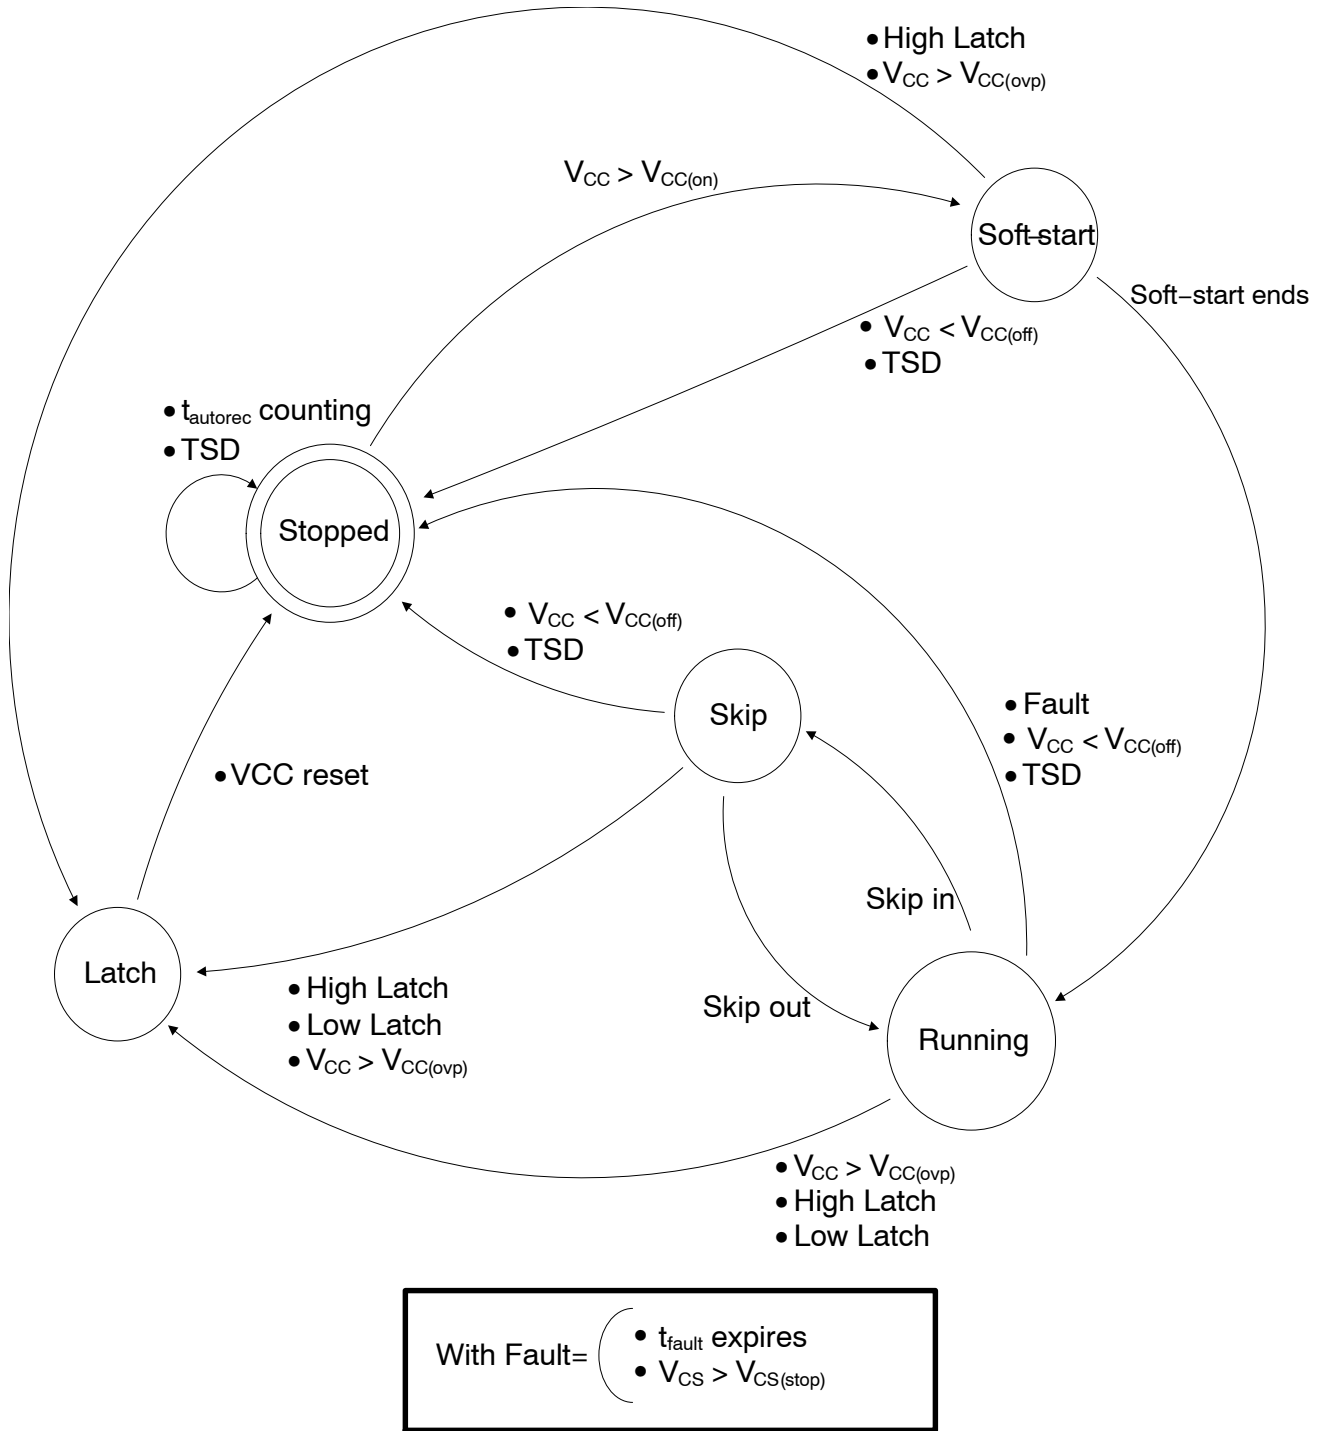 • High Latch
• VCC > VCC(ovp)
VCC > VCC(on)
Soft−start
Soft−start ends
• VCC < VCC(off)
• TSD
• tautorec counting
• TSD
Stopped
• VCC < VCC(off)
• TSD
Skip
• Fault
• VCC < VCC(off)
• TSD
• VCC reset
Skip in
Latch
• High Latch
• Low Latch
• VCC > VCC(ovp)
Skip out
Running
• VCC > VCC(ovp)
• High Latch
• Low Latch
With Fault=
• tfault expires
• VCS > VCS(stop)